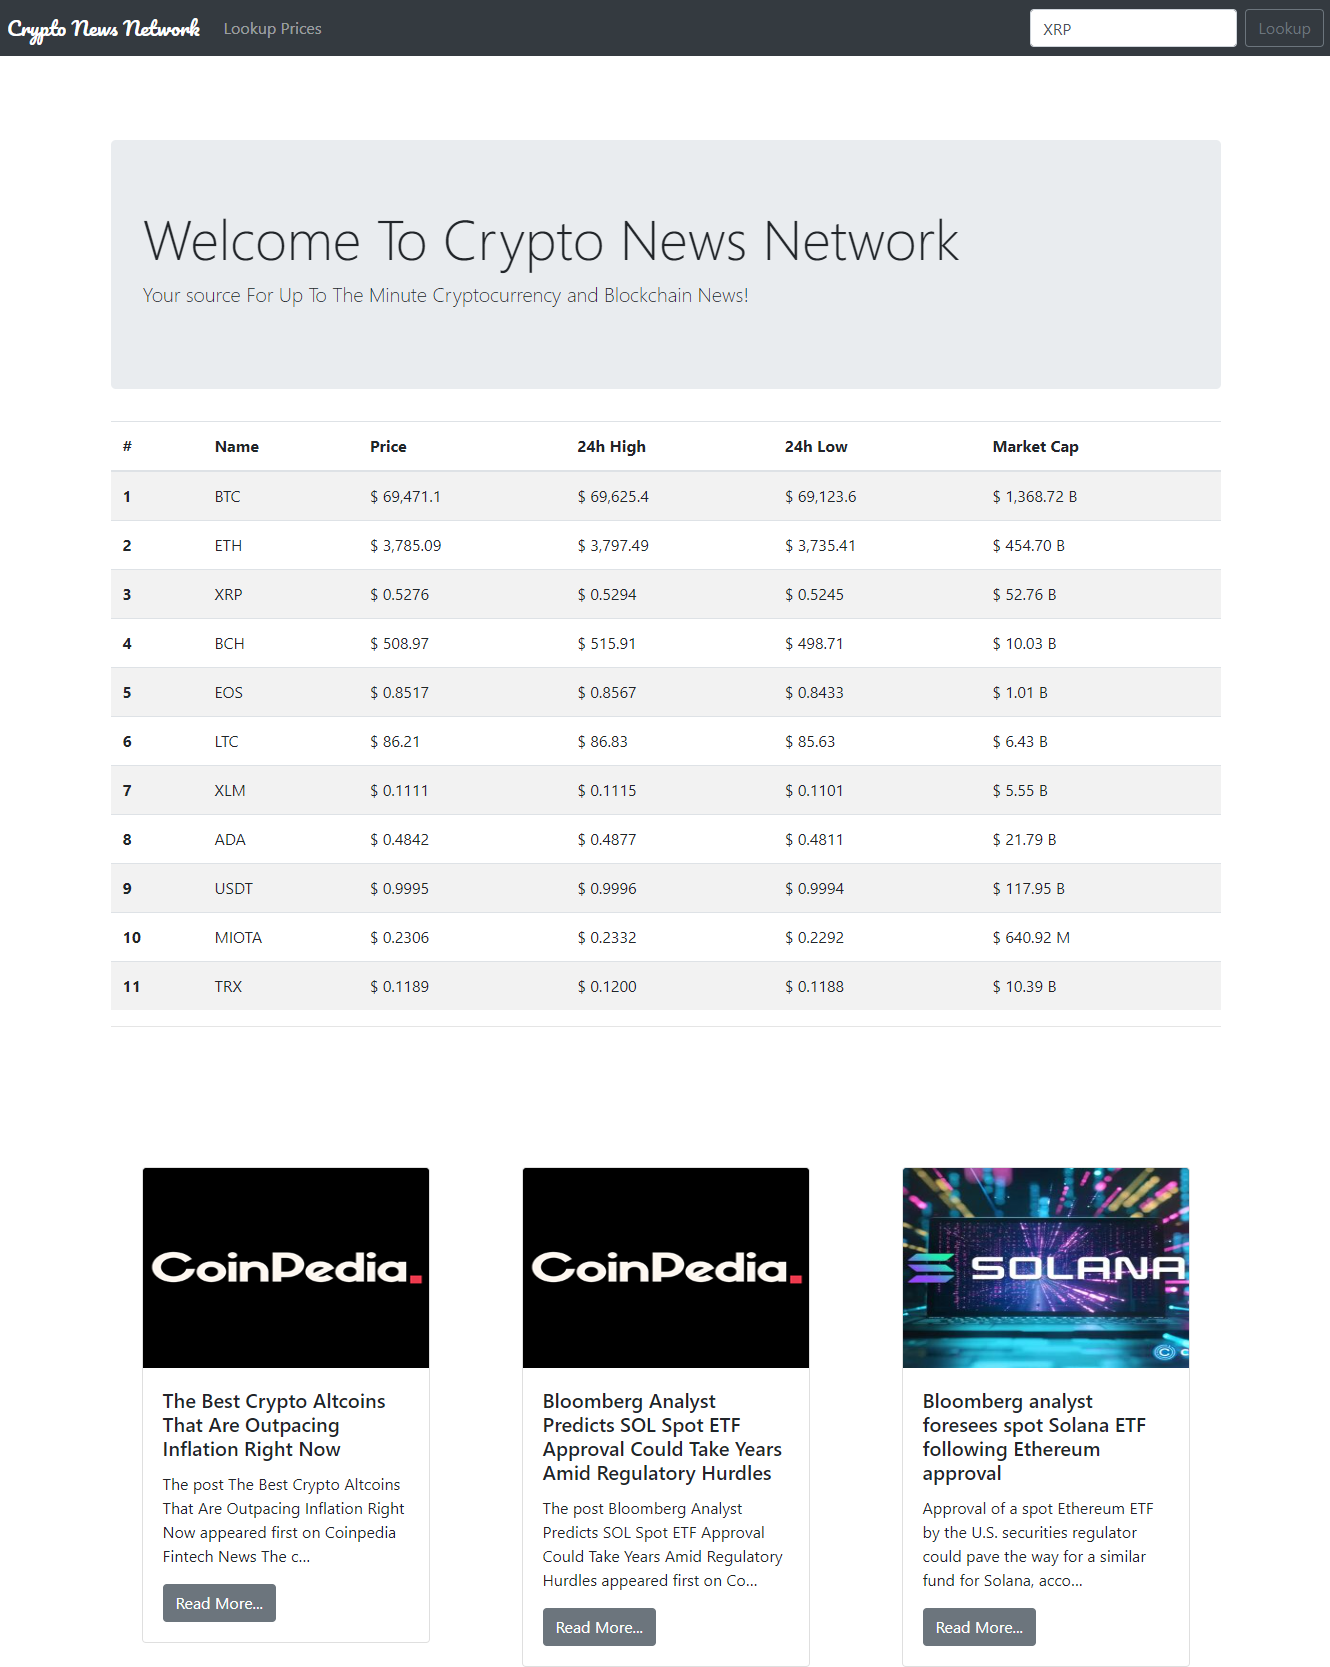 Crypto News Network Lookup Prices XRP Lookup
Welcome To Crypto News Network
Your source For Up To The Minute Cryptocurrency and Blockchain News!
# Name Price 24h High 24h Low Market Cap
1 BTC $ 69,471.1 $ 69,625.4 $ 69,123.6 $ 1,368.72 B
2 ETH $ 3,785.09 $ 3,797.49 $ 3,735.41 $ 454.70 B
3 XRP $ 0.5276 $ 0.5294 $ 0.5245 $ 52.76 B
4 BCH $ 508.97 $ 515.91 $ 498.71 $ 10.03 B
5 EOS $ 0.8517 $ 0.8567 $ 0.8433 $ 1.01 B
6 LTC $ 86.21 $ 86.83 $ 85.63 $ 6.43 B
7 XLM $ 0.1111 $ 0.1115 $ 0.1101 $ 5.55 B
8 ADA $ 0.4842 $ 0.4877 $ 0.4811 $ 21.79 B
9 USDT $ 0.9995 $ 0.9996 $ 0.9994 $ 117.95 B
10 MIOTA $ 0.2306 $ 0.2332 $ 0.2292 $ 640.92 M
11 TRX $ 0.1189 $ 0.1200 $ 0.1188 $ 10.39 B
CoinPedia.
The Best Crypto Altcoins
That Are Outpacing
Inflation Right Now
The post The Best Crypto Altcoins
That Are Outpacing Inflation Right
Now appeared first on Coinpedia
Fintech News The c...
Read More...
CoinPedia.
Bloomberg Analyst
Predicts SOL Spot ETF
Approval Could Take Years
Amid Regulatory Hurdles
The post Bloomberg Analyst
Predicts SOL Spot ETF Approval
Could Take Years Amid Regulatory
Hurdles appeared first on Co...
Read More...
SOLANA
Bloomberg analyst
foresees spot Solana ETF
following Ethereum
approval
Approval of a spot Ethereum ETF
by the U.S. securities regulator
could pave the way for a similar
fund for Solana, acco...
Read More...